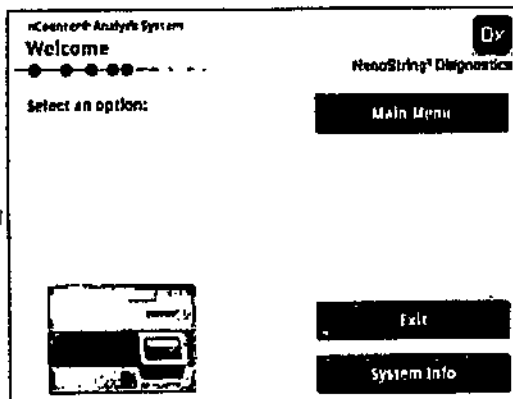 nCounter® Analysis System
Welcome
Dx
NanoString® Diagnostics
Select an option:
Main Menu
Exit
System Info